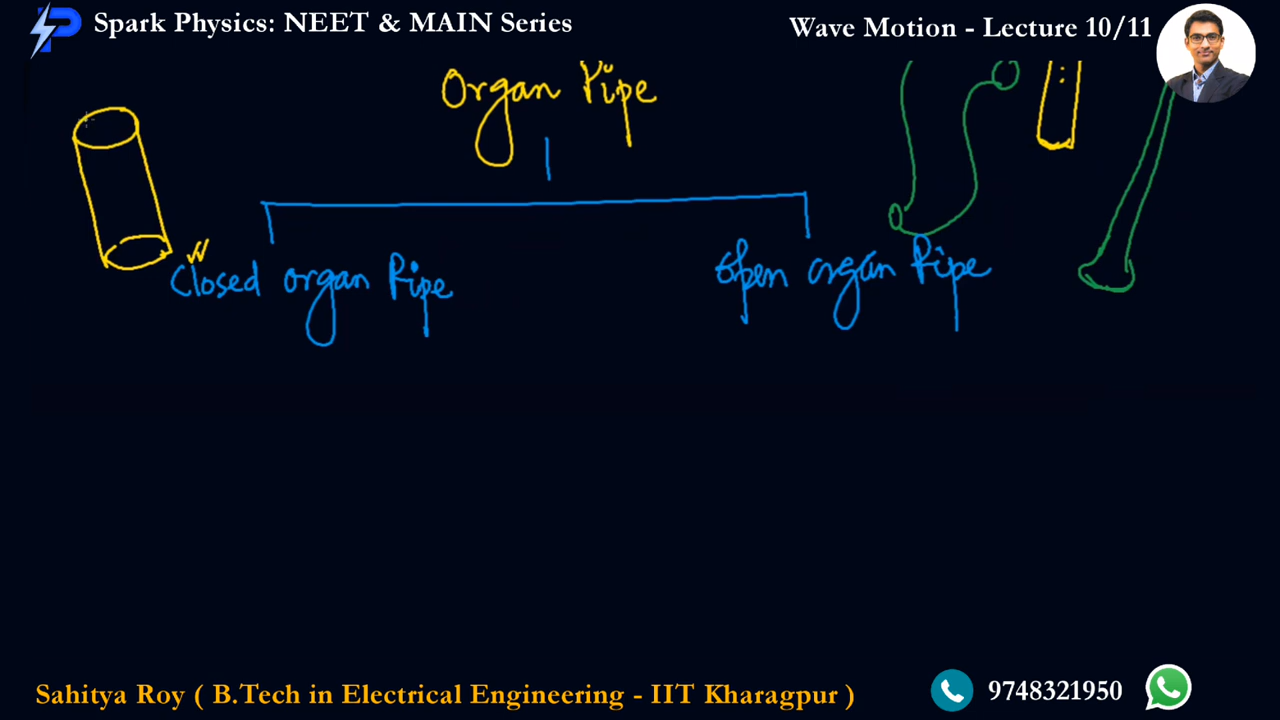 Spark Physics: NEET & MAIN Series
Wave Motion - Lecture 10/11
Organ Pipe
Closed organ Pipe
Open organ Pipe
Sahitya Roy ( B.Tech in Electrical Engineering - IIT Kharagpur )
9748321950